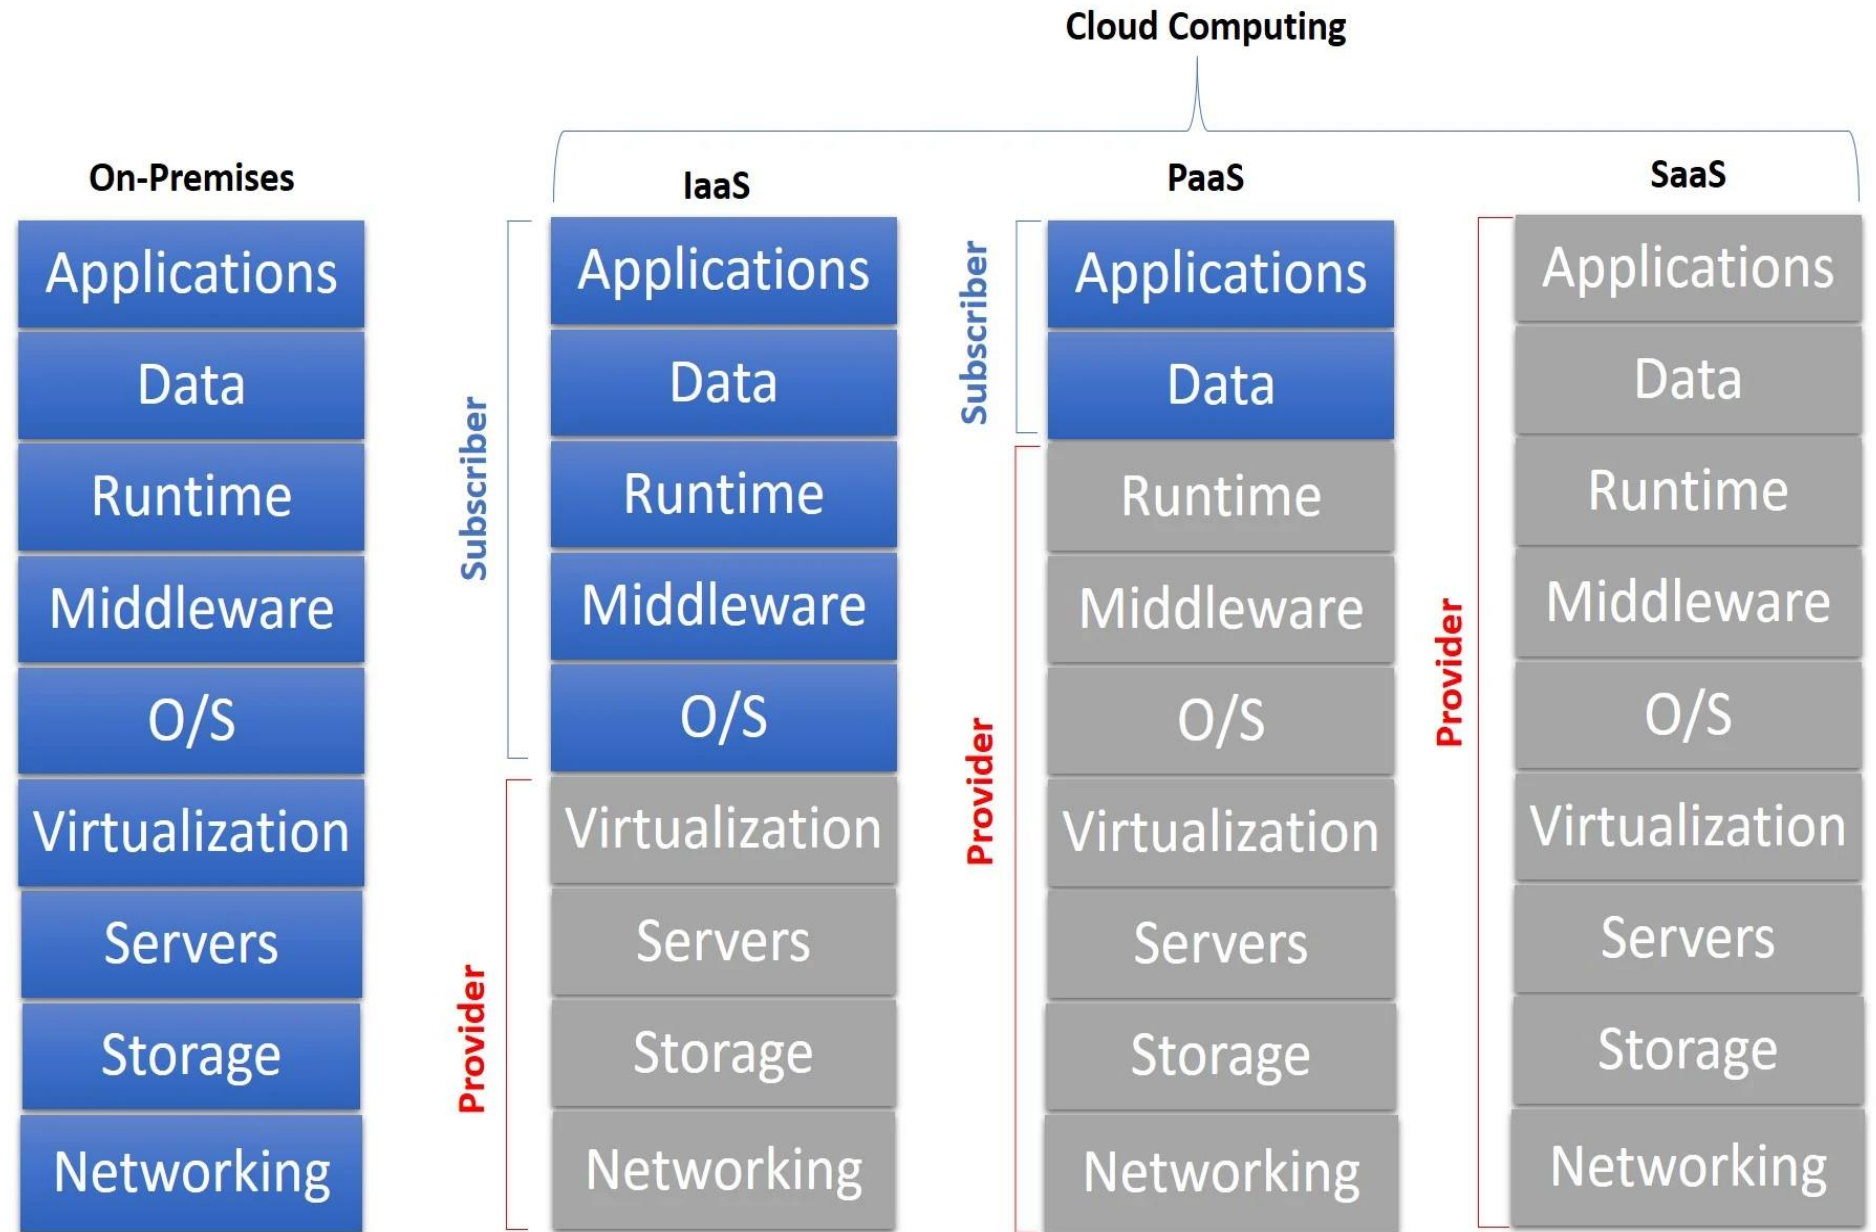 Cloud Computing
On-Premises
Applications
Data
Runtime
Middleware
O/S
Virtualization
Servers
Storage
Networking
IaaS
Subscriber
Provider
Applications
Data
Runtime
Middleware
O/S
Virtualization
Servers
Storage
Networking
PaaS
Subscriber
Provider
Applications
Data
Runtime
Middleware
O/S
Virtualization
Servers
Storage
Networking
SaaS
Provider
Applications
Data
Runtime
Middleware
O/S
Virtualization
Servers
Storage
Networking